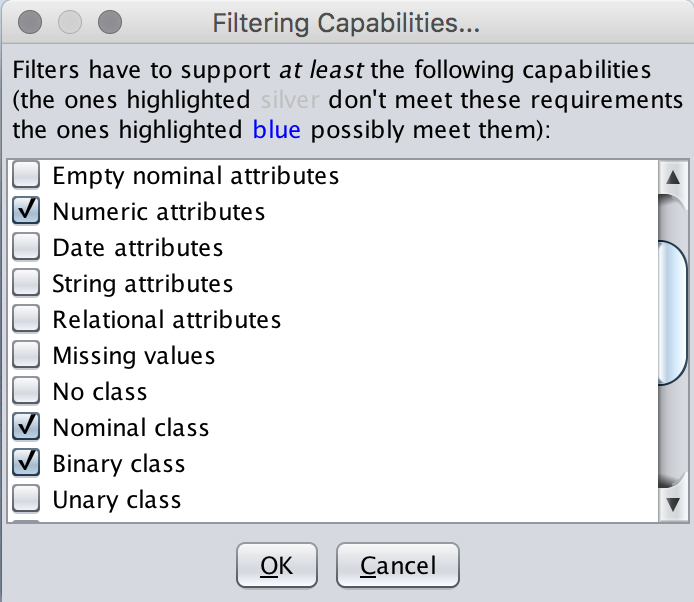 Filtering Capabilities...
Filters have to support at least the following capabilities
(the ones highlighted silver don't meet these requirements
the ones highlighted blue possibly meet them):
Empty nominal attributes
Numeric attributes
Date attributes
String attributes
Relational attributes
Missing values
No class
Nominal class
Binary class
Unary class
OK Cancel